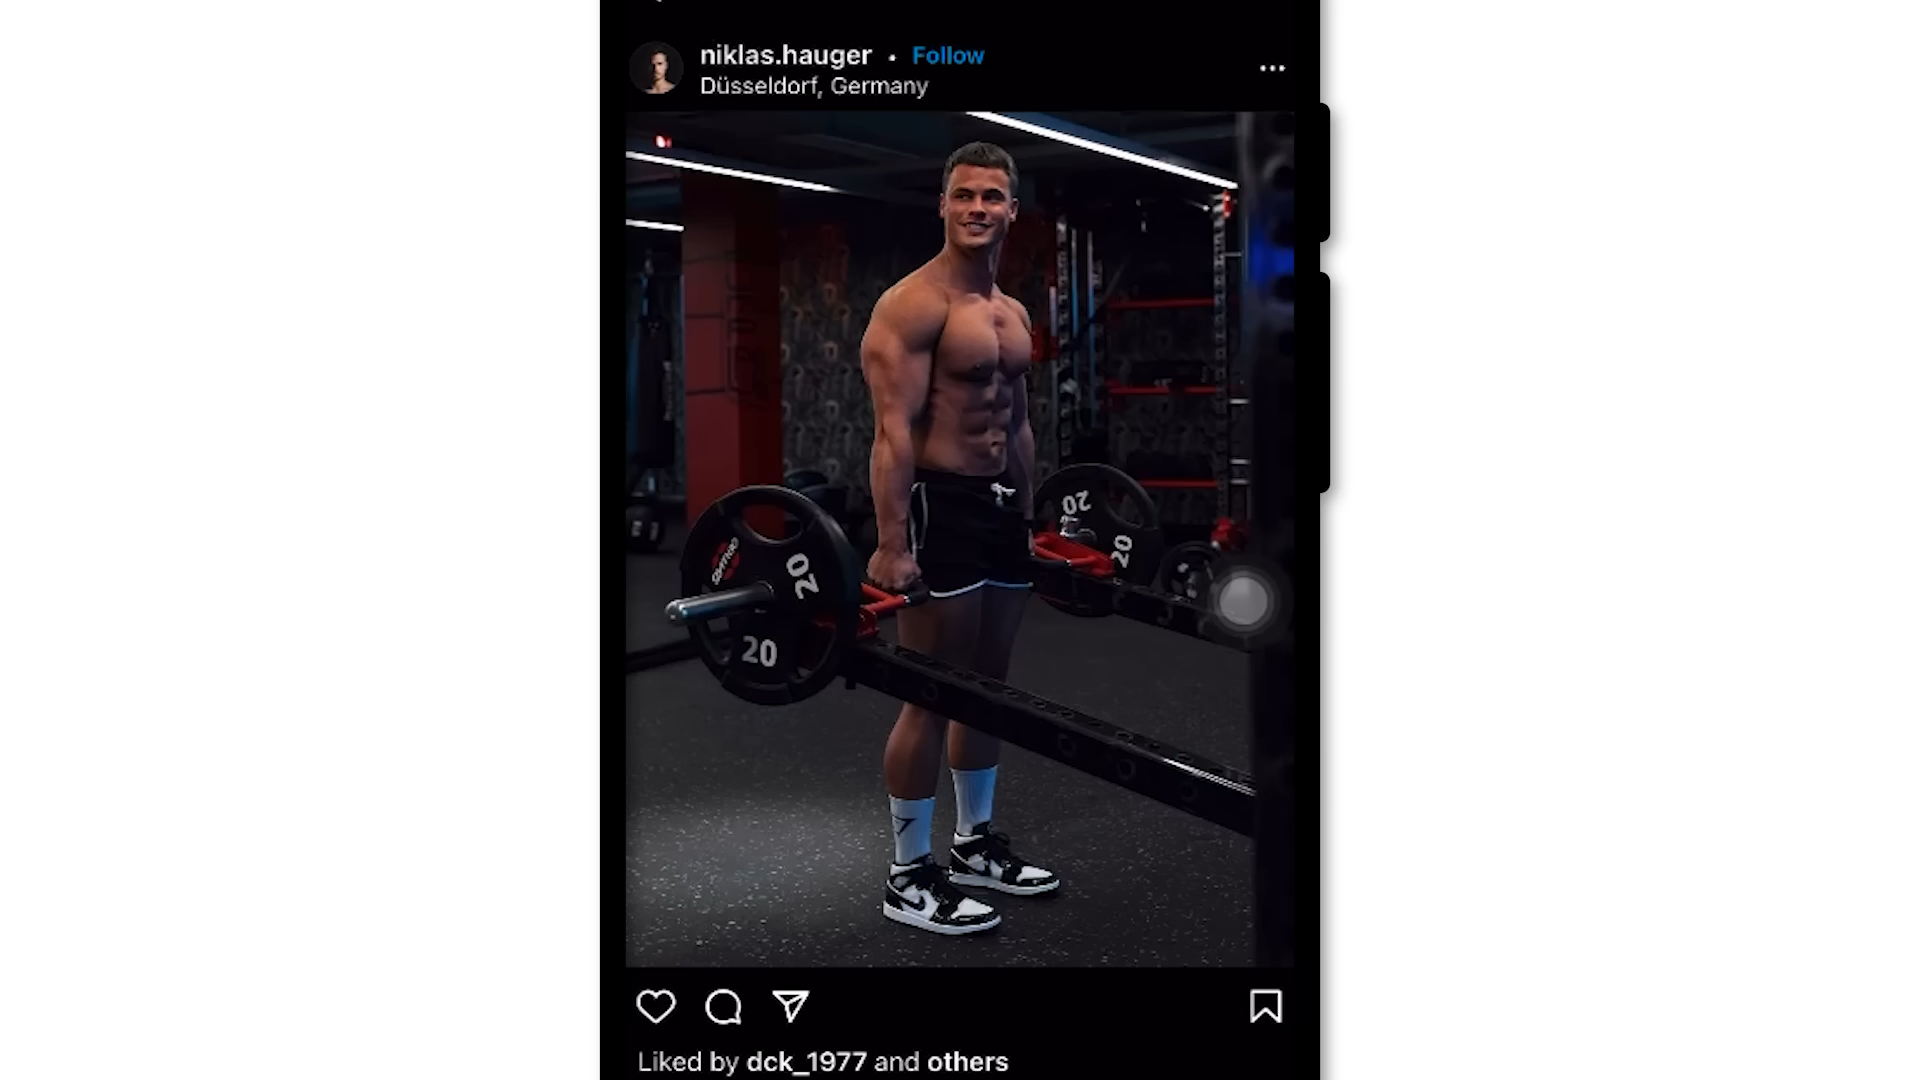 niklas.hauger • Follow
Düsseldorf, Germany
20
20
20
20
Liked by dck_1977 and others